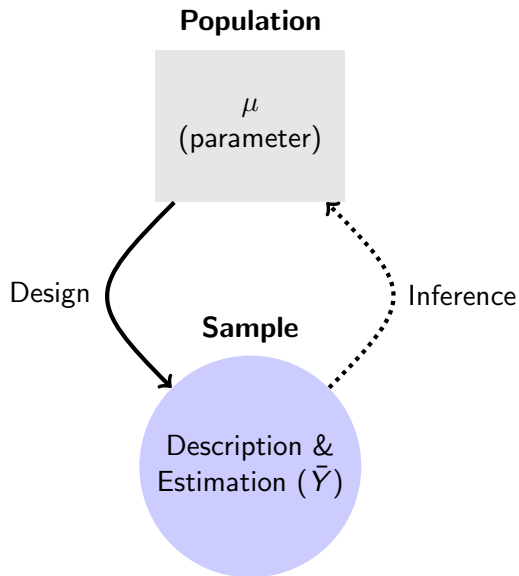 Population
μ
(parameter)
Design
Inference
Sample
Description &
Estimation (Ȳ)